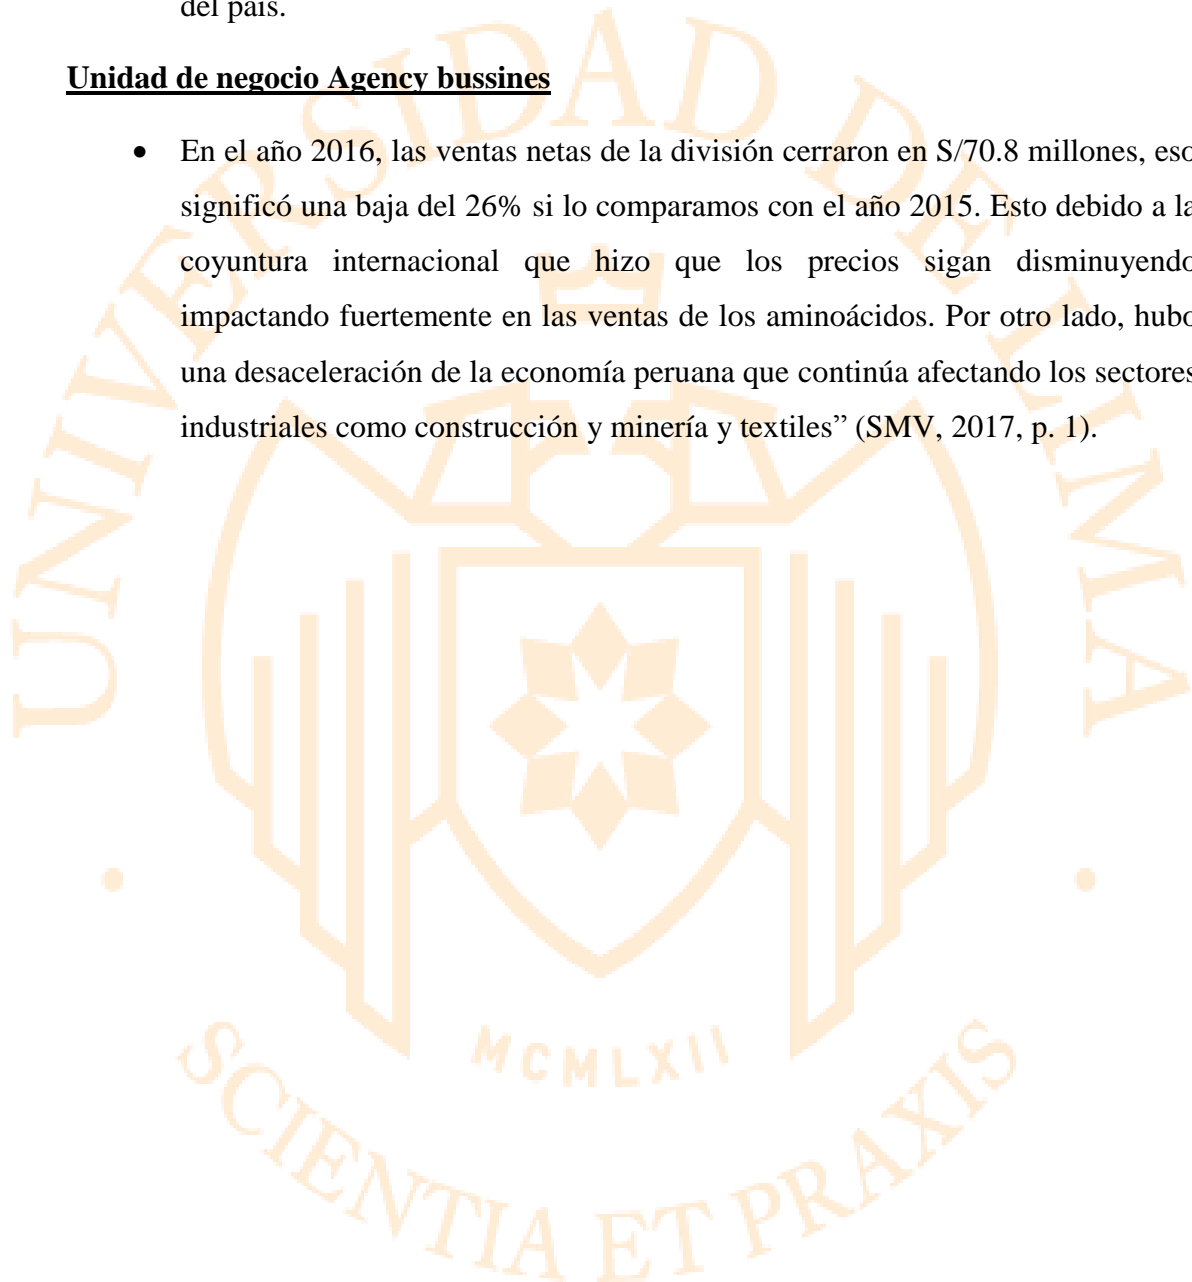 del país.
Unidad de negocio Agency bussines
• En el año 2016, las ventas netas de la división cerraron en S/70.8 millones, eso
significó una baja del 26% si lo comparamos con el año 2015. Esto debido a la
coyuntura internacional que hizo que los precios sigan disminuyendo
impactando fuertemente en las ventas de los aminoácidos. Por otro lado, hubo
una desaceleración de la economía peruana que continúa afectando los sectores
industriales como construcción y minería y textiles” (SMV, 2017, p. 1).
UNIVERSIDAD DE LIMA
MCMLXII
SCIENTIA ET PRAXIS